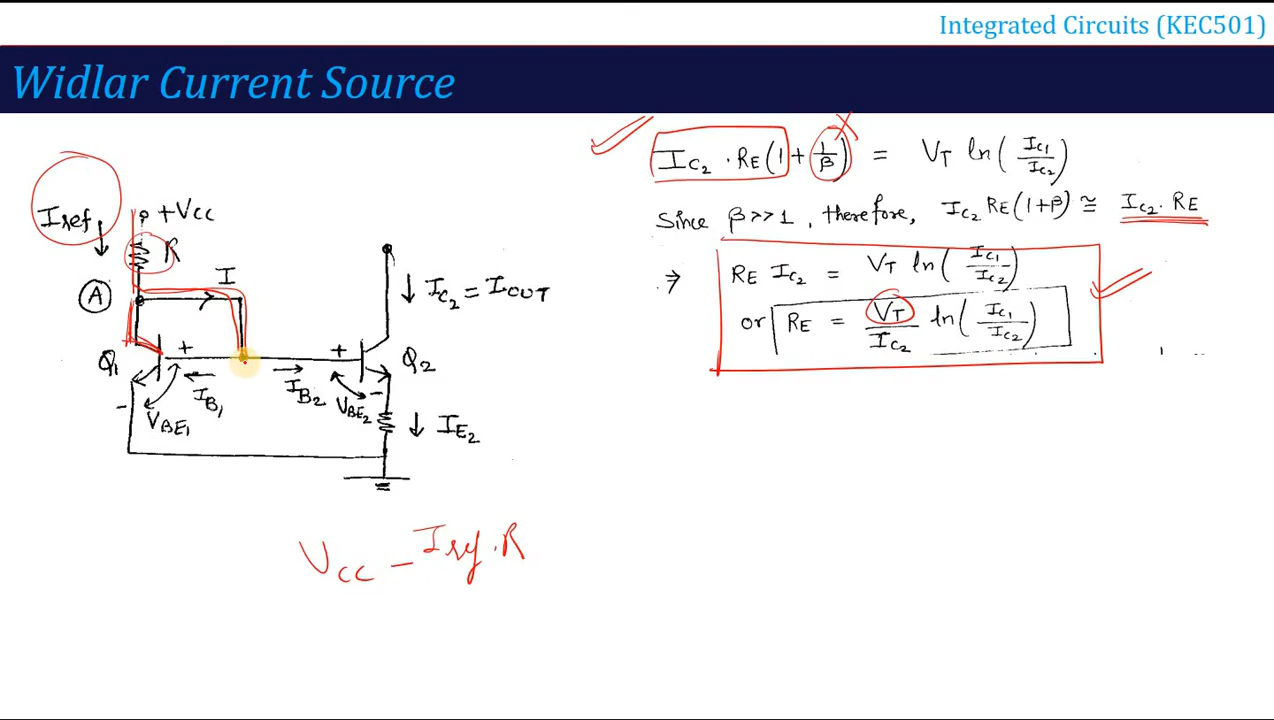 Integrated Circuits (KEC501)
Widlar Current Source
Iref
+VCC
R
A
I
IC2 = IOUT
Q1
+
+
Q2
IB1
IB2
-
VBE1
VBE2
-
IE2
VCC - Iref . R
IC2 . RE (1 + 1/β) = VT ln (IC1/IC2)
Since β>>1, therefore, IC2 RE (1+β) ≅ IC2 . RE
⇒ RE IC2 = VT ln (IC1/IC2)
or RE = VT/IC2 ln (IC1/IC2)